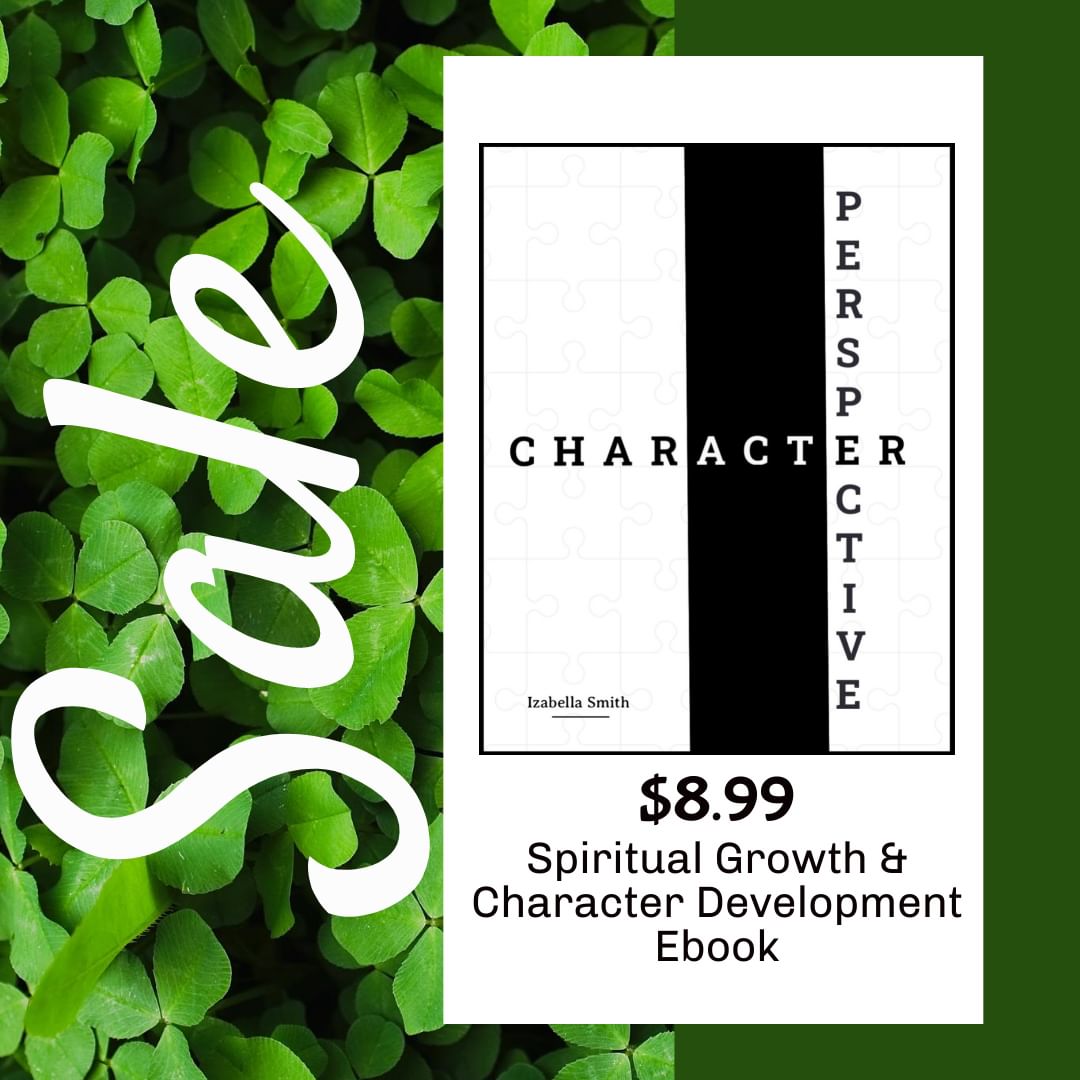 Sale
CHARACTER
PERSPECTIVE
Izabella Smith
$8.99
Spiritual Growth &
Character Development
Ebook